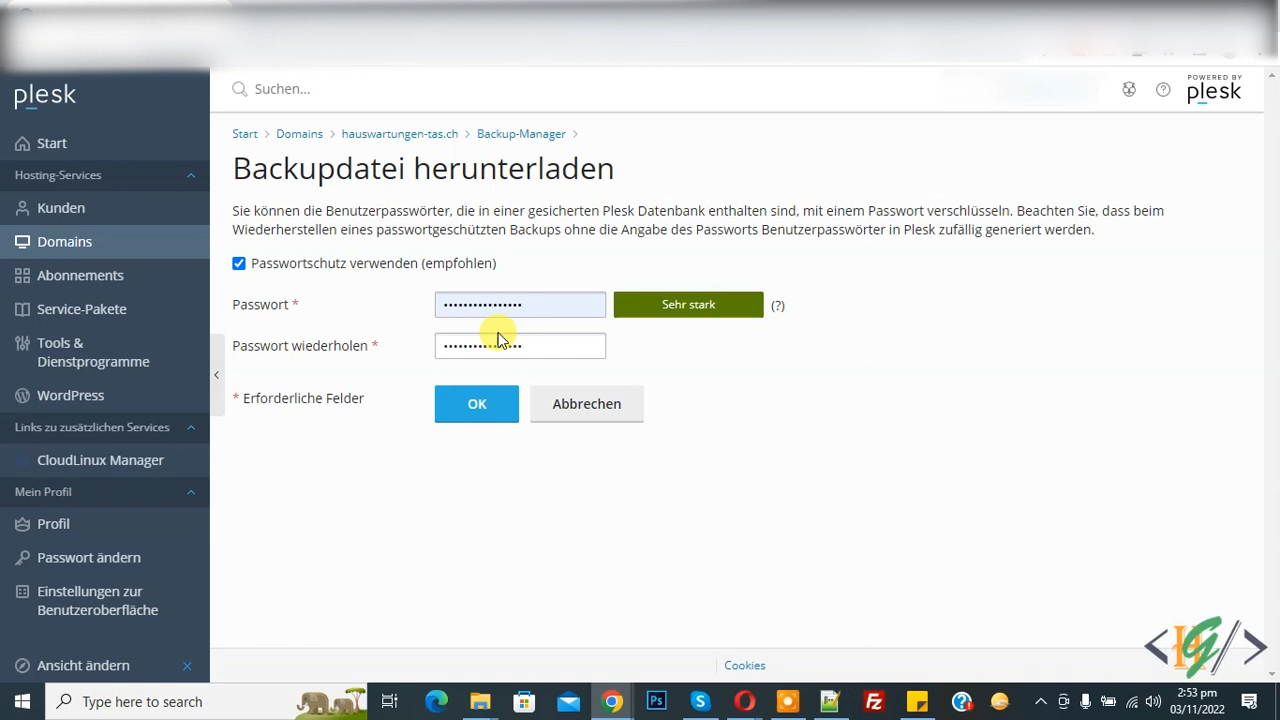 plesk
Suchen...
POWERED BY
plesk
Start
Hosting-Services
Kunden
Domains
Abonnements
Service-Pakete
Tools &
Dienstprogramme
WordPress
Links zu zusätzlichen Services
CloudLinux Manager
Mein Profil
Profil
Passwort ändern
Einstellungen zur
Benutzeroberfläche
Ansicht ändern
Start > Domains > hauswartungen-tas.ch > Backup-Manager >
Backupdatei herunterladen
Sie können die Benutzerpasswörter, die in einer gesicherten Plesk Datenbank enthalten sind, mit einem Passwort verschlüsseln. Beachten Sie, dass beim
Wiederherstellen eines passwortgeschützten Backups ohne die Angabe des Passworts Benutzerpasswörter in Plesk zufällig generiert werden.
Passwortschutz verwenden (empfohlen)
Passwort * •••••••••••••••• Sehr stark (?)
Passwort wiederholen * ••••••••••••••••
* Erforderliche Felder OK Abbrechen
Cookies
HG/>
Type here to search
2:53 pm
03/11/2022